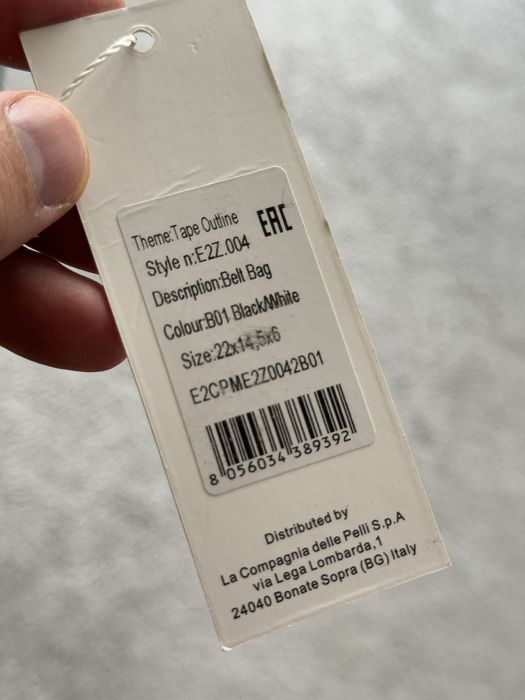 Theme:Tape Outline
EAC
Style n:E2Z.004
Description:Belt Bag
Colour:B01 Black/White
Size:22x14,5x6
E2CPME2Z0042B01
8 056034 389392
Distributed by
La Compagnia delle Pelli S.p.A
via Lega Lombarda,1
24040 Bonate Sopra (BG) Italy